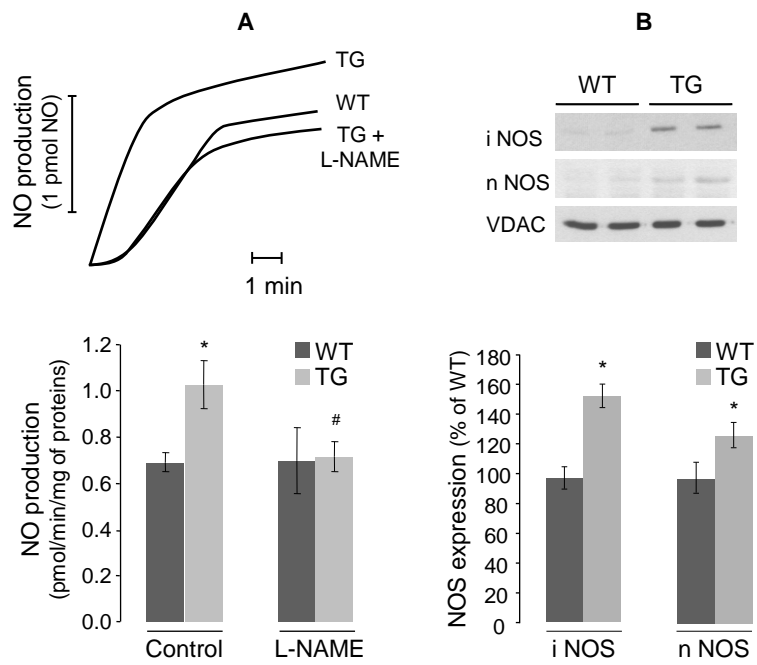 A
TG
WT
TG +
L-NAME
NO production
(1 pmol NO)
1 min
B
WT TG
i NOS
n NOS
VDAC
NO production
(pmol/min/mg of proteins)
1.2
1.0
0.8
0.6
0.4
0.2
0.0
WT
TG
*
#
Control L-NAME
NOS expression (% of WT)
180
160
140
120
100
80
60
40
20
0
WT
TG
*
*
i NOS n NOS